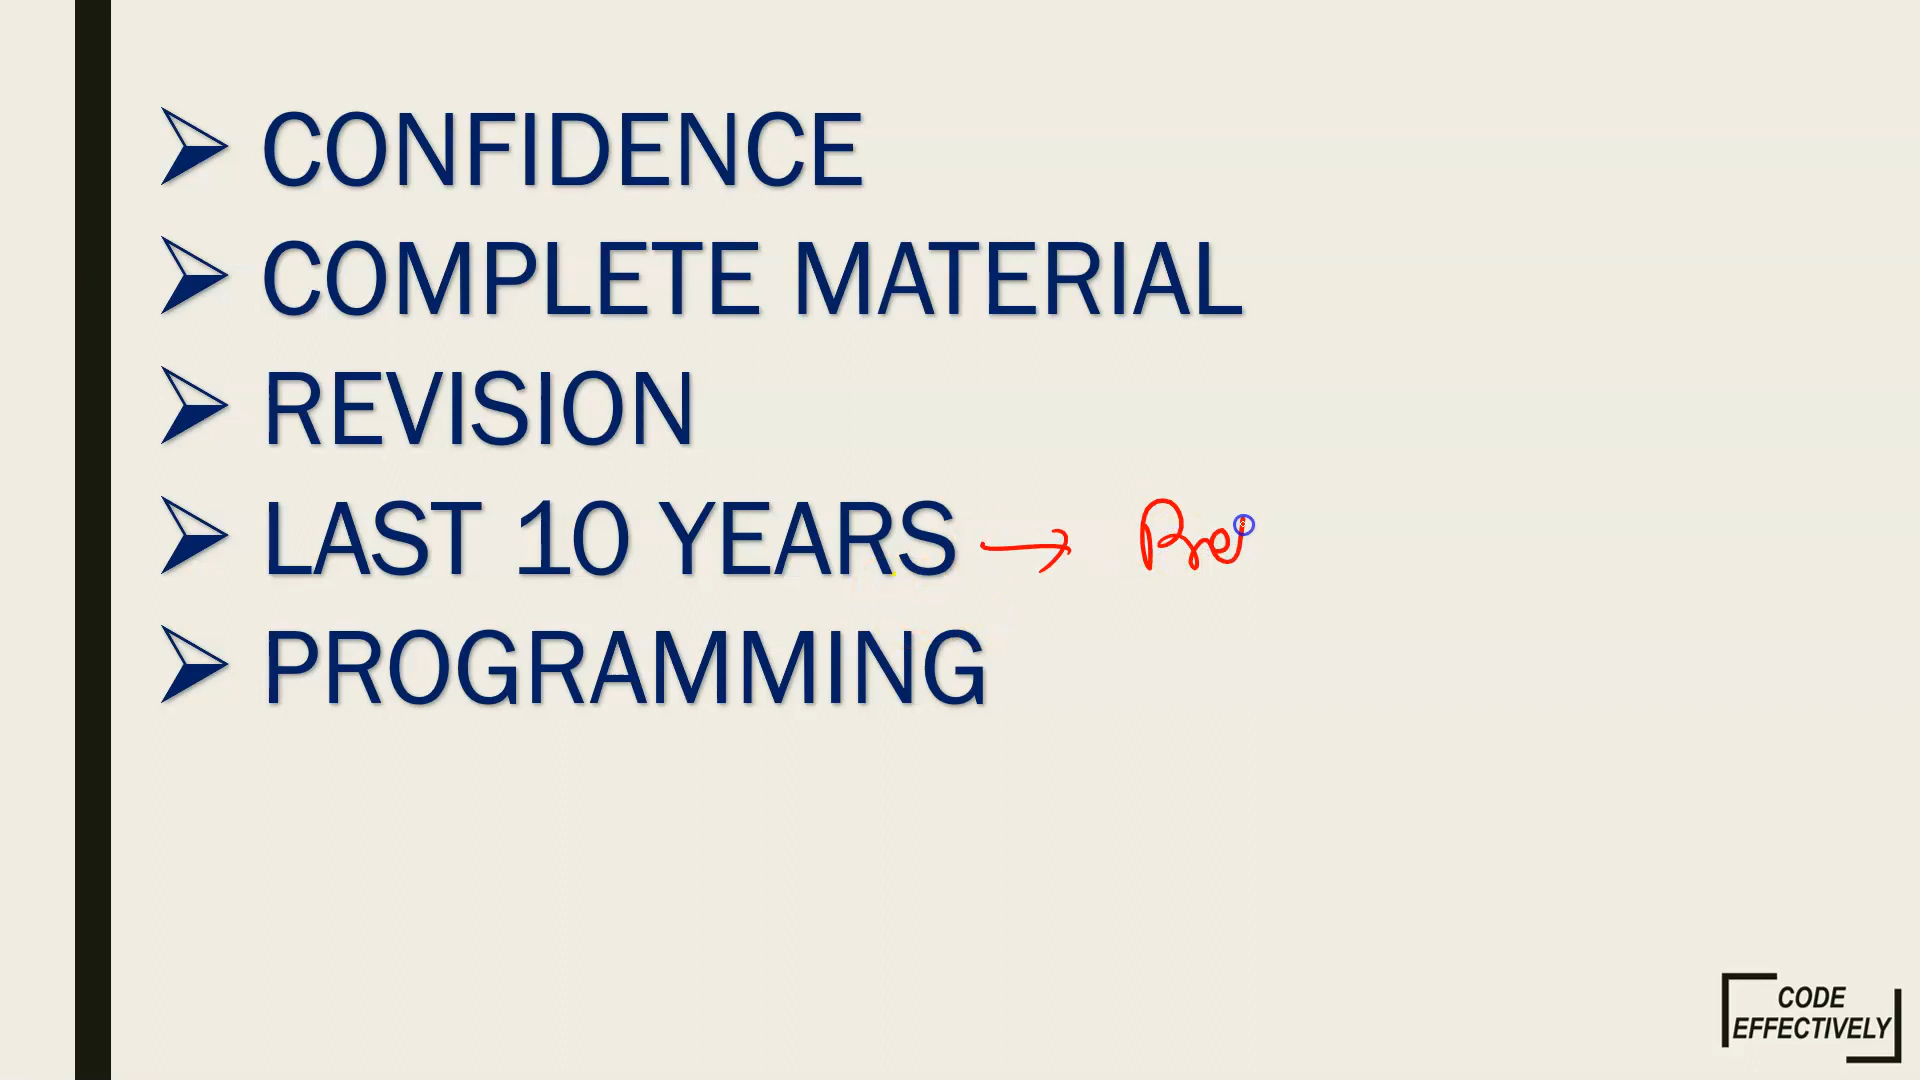 CONFIDENCE
COMPLETE MATERIAL
REVISION
LAST 10 YEARS → Pre
PROGRAMMING
CODE
EFFECTIVELY